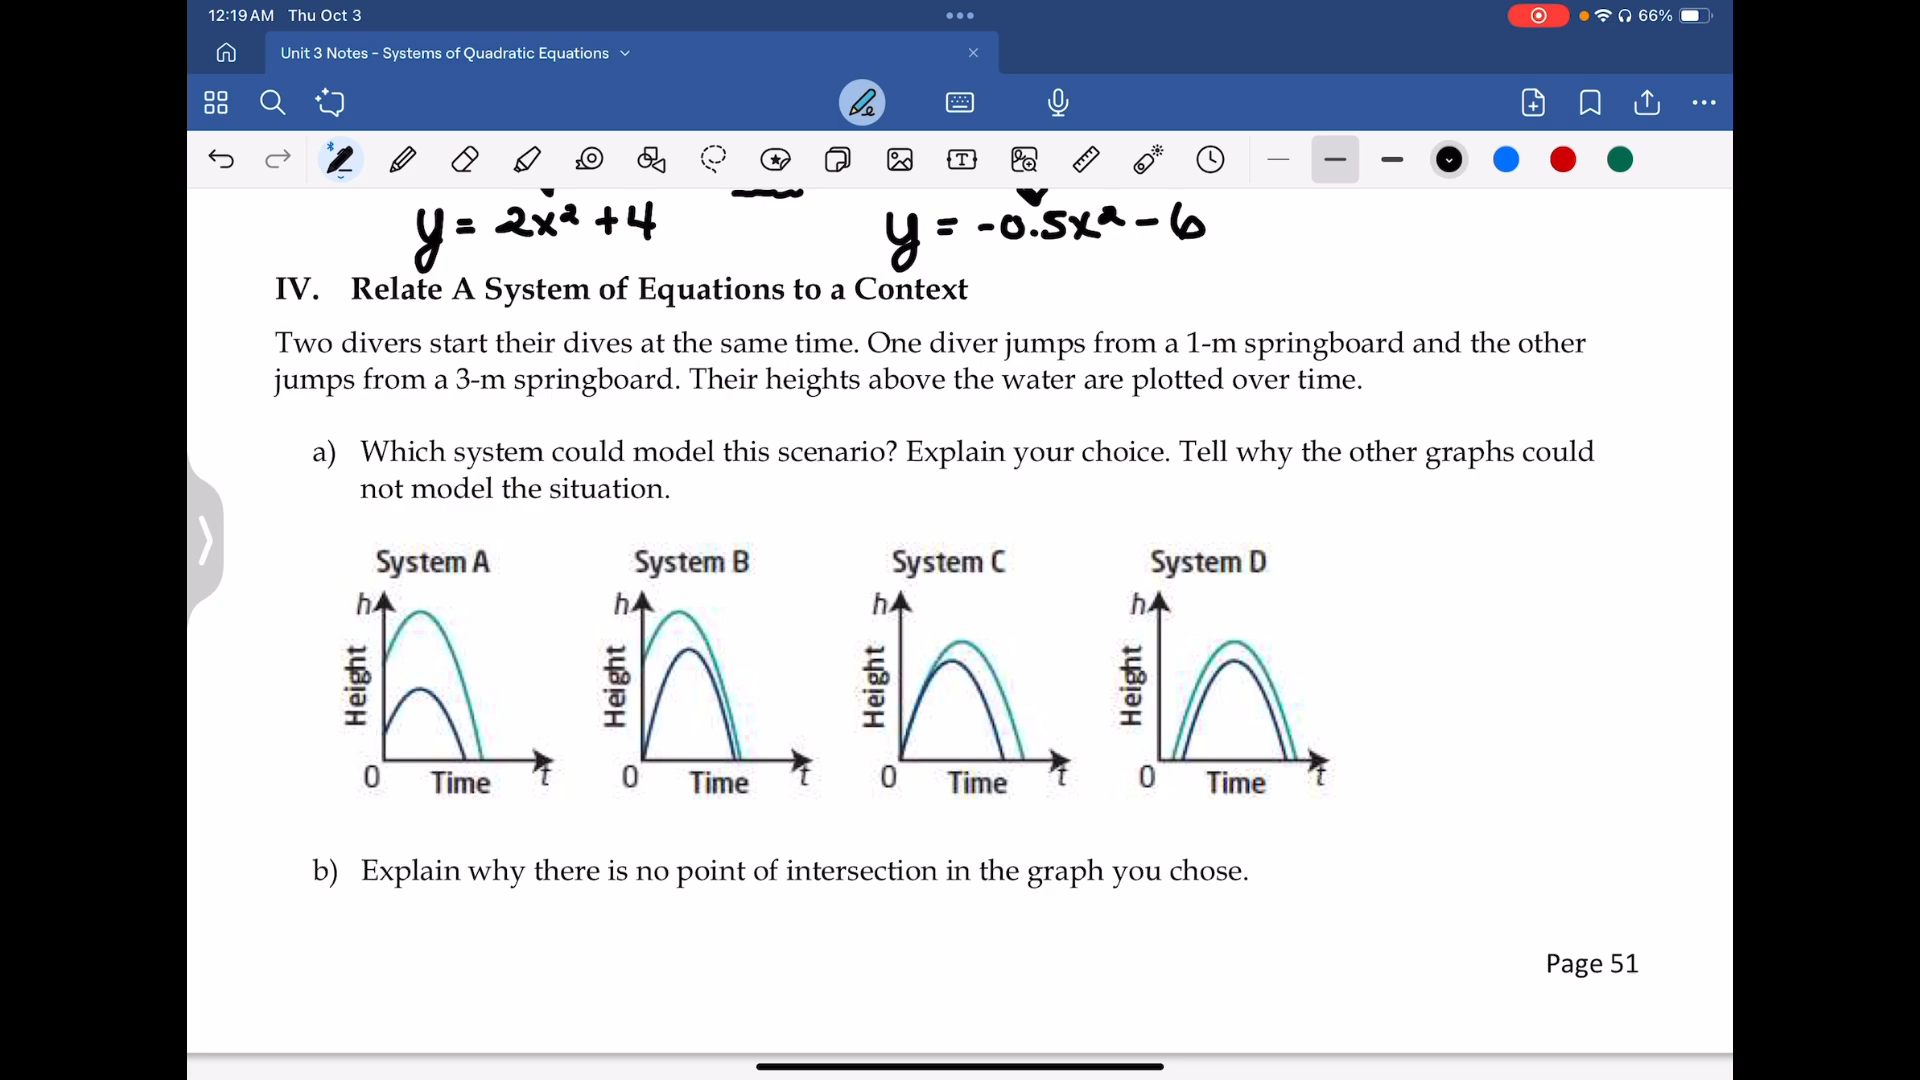 12:19 AM Thu Oct 3
66%
Unit 3 Notes - Systems of Quadratic Equations
y = 2x² + 4 y = -0.5x² - 6
IV. Relate A System of Equations to a Context
Two divers start their dives at the same time. One diver jumps from a 1-m springboard and the other
jumps from a 3-m springboard. Their heights above the water are plotted over time.
a) Which system could model this scenario? Explain your choice. Tell why the other graphs could
not model the situation.
System A System B System C System D
h h h h
Height Height Height Height
0 Time t 0 Time t 0 Time t 0 Time t
b) Explain why there is no point of intersection in the graph you chose.
Page 51